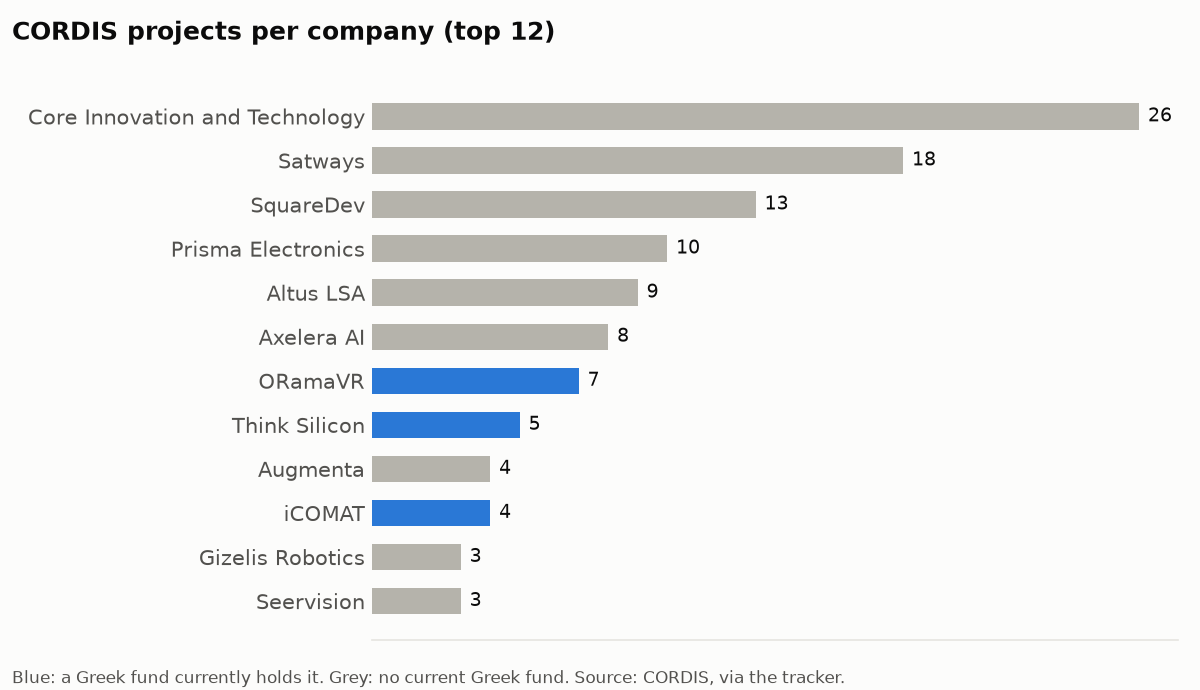 CORDIS projects per company (top 12)
Core Innovation and Technology 26
Satways 18
SquareDev 13
Prisma Electronics 10
Altus LSA 9
Axelera AI 8
ORamaVR 7
Think Silicon 5
Augmenta 4
iCOMAT 4
Gizelis Robotics 3
Seervision 3
Blue: a Greek fund currently holds it. Grey: no current Greek fund. Source: CORDIS, via the tracker.